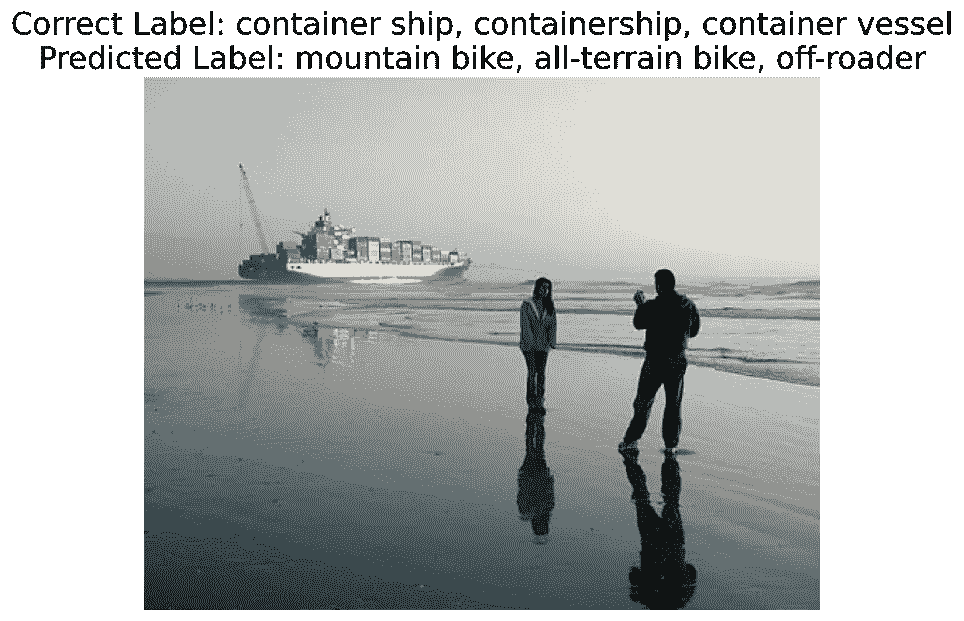 Correct Label: container ship, containership, container vessel
Predicted Label: mountain bike, all-terrain bike, off-roader